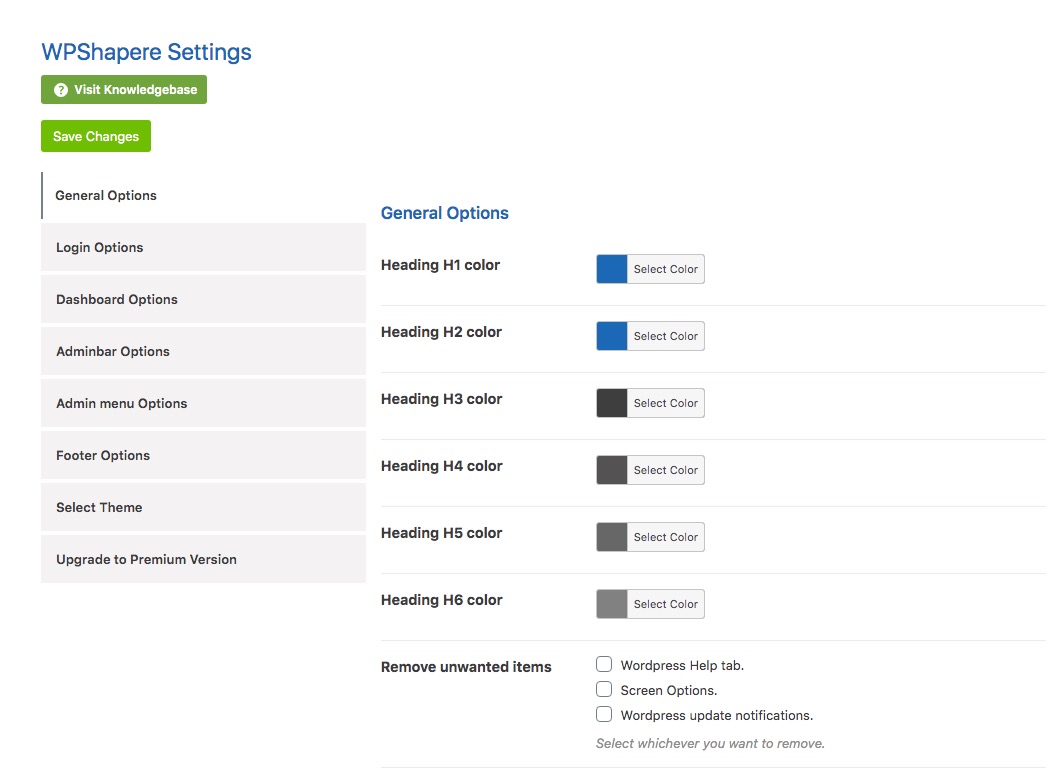 WPShapere Settings
Visit Knowledgebase
Save Changes
General Options
Login Options
Dashboard Options
Adminbar Options
Admin menu Options
Footer Options
Select Theme
Upgrade to Premium Version
General Options
Heading H1 color Select Color
Heading H2 color Select Color
Heading H3 color Select Color
Heading H4 color Select Color
Heading H5 color Select Color
Heading H6 color Select Color
Remove unwanted items Wordpress Help tab.
Screen Options.
Wordpress update notifications.
Select whichever you want to remove.